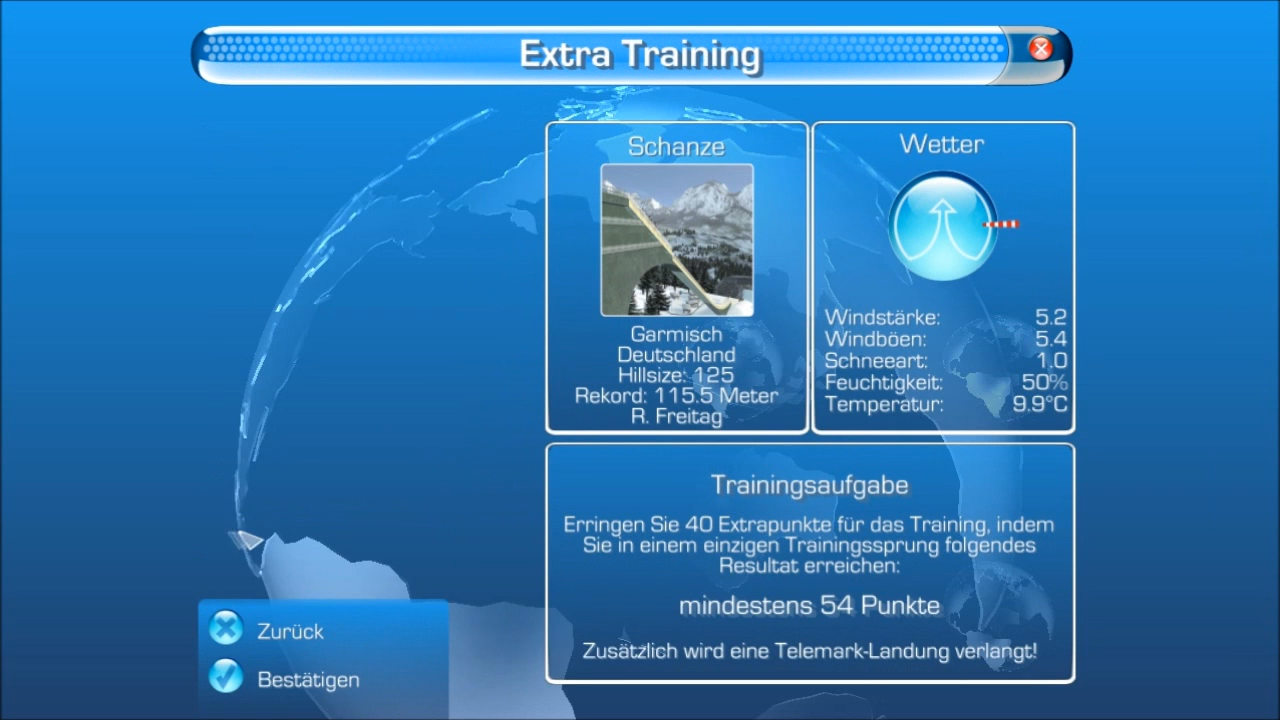 Extra Training
Schanze
Garmisch
Deutschland
Hillsize: 125
Rekord: 115.5 Meter
R. Freitag
Wetter
Windstärke: 5.2
Windböen: 5.4
Schneeart: 1.0
Feuchtigkeit: 50%
Temperatur: 9.9°C
Trainingsaufgabe
Erringen Sie 40 Extrapunkte für das Training, indem
Sie in einem einzigen Trainingssprung folgendes
Resultat erreichen:
mindestens 54 Punkte
Zusätzlich wird eine Telemark-Landung verlangt!
Zurück
Bestätigen